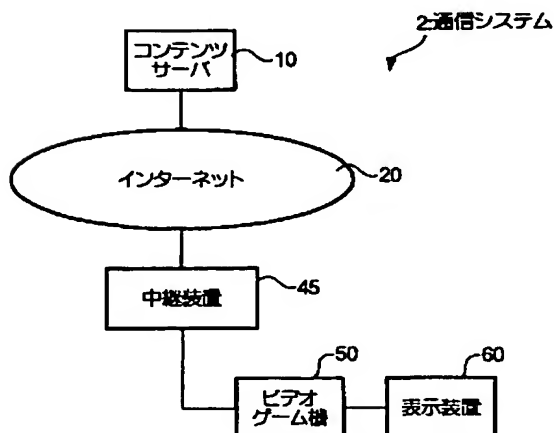 2:通信システム
コンテンツ
サーバ
10
インターネット
20
中継装置
45
50
60
ビデオ
ゲーム機
表示装置